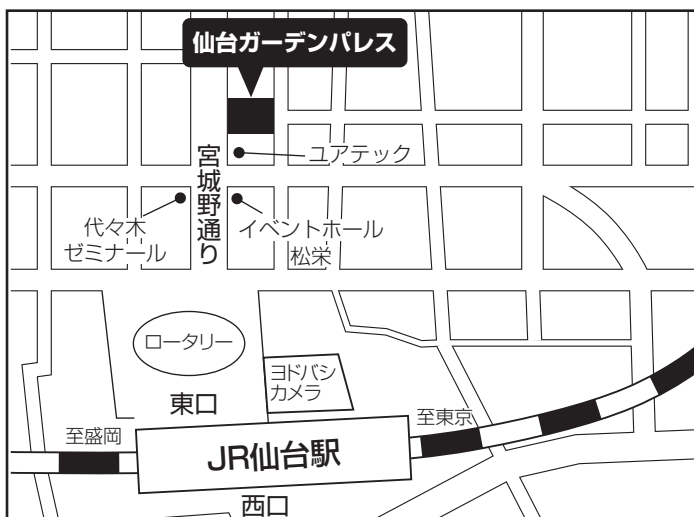 仙台ガーデンパレス
ユアテック
宮城野通り
代々木
ゼミナール
イベントホール
松栄
ロータリー
ヨドバシ
カメラ
東口
至盛岡
至東京
JR仙台駅
西口